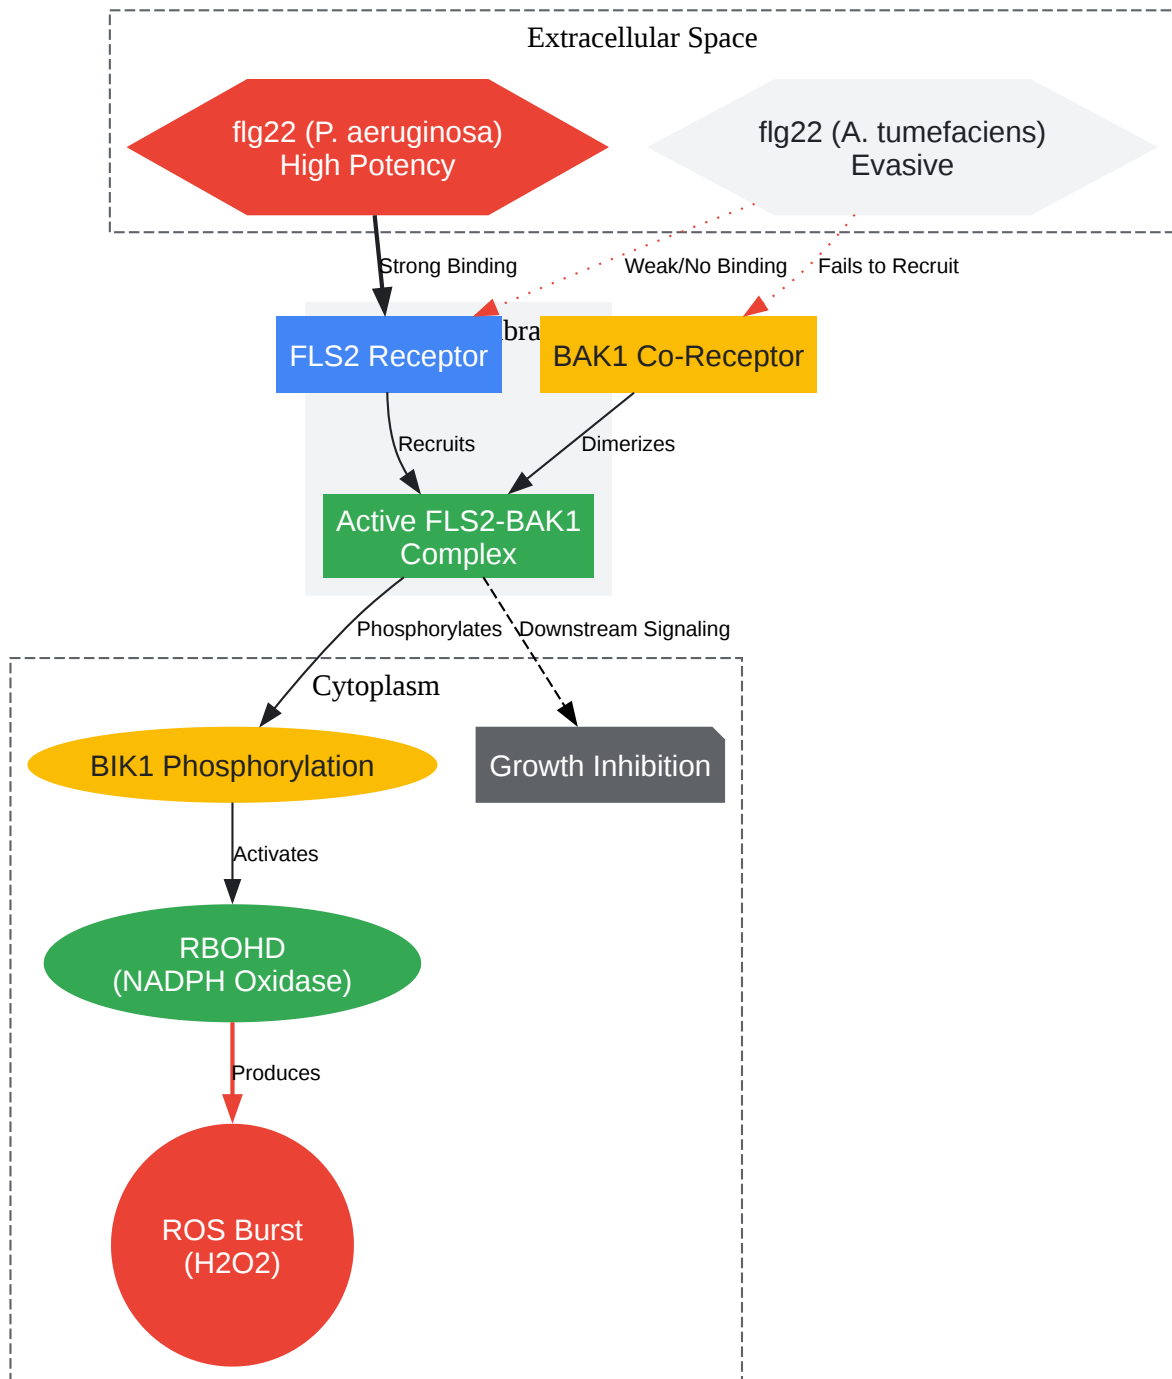 Extracellular Space
flg22 (P. aeruginosa)
High Potency
flg22 (A. tumefaciens)
Evasive
Strong Binding
Weak/No Binding
Fails to Recruit
FLS2 Receptor
BAK1 Co-Receptor
Recruits
Dimerizes
Active FLS2-BAK1
Complex
Phosphorylates
Downstream Signaling
Cytoplasm
BIK1 Phosphorylation
Growth Inhibition
Activates
RBOHD
(NADPH Oxidase)
Produces
ROS Burst
(H2O2)